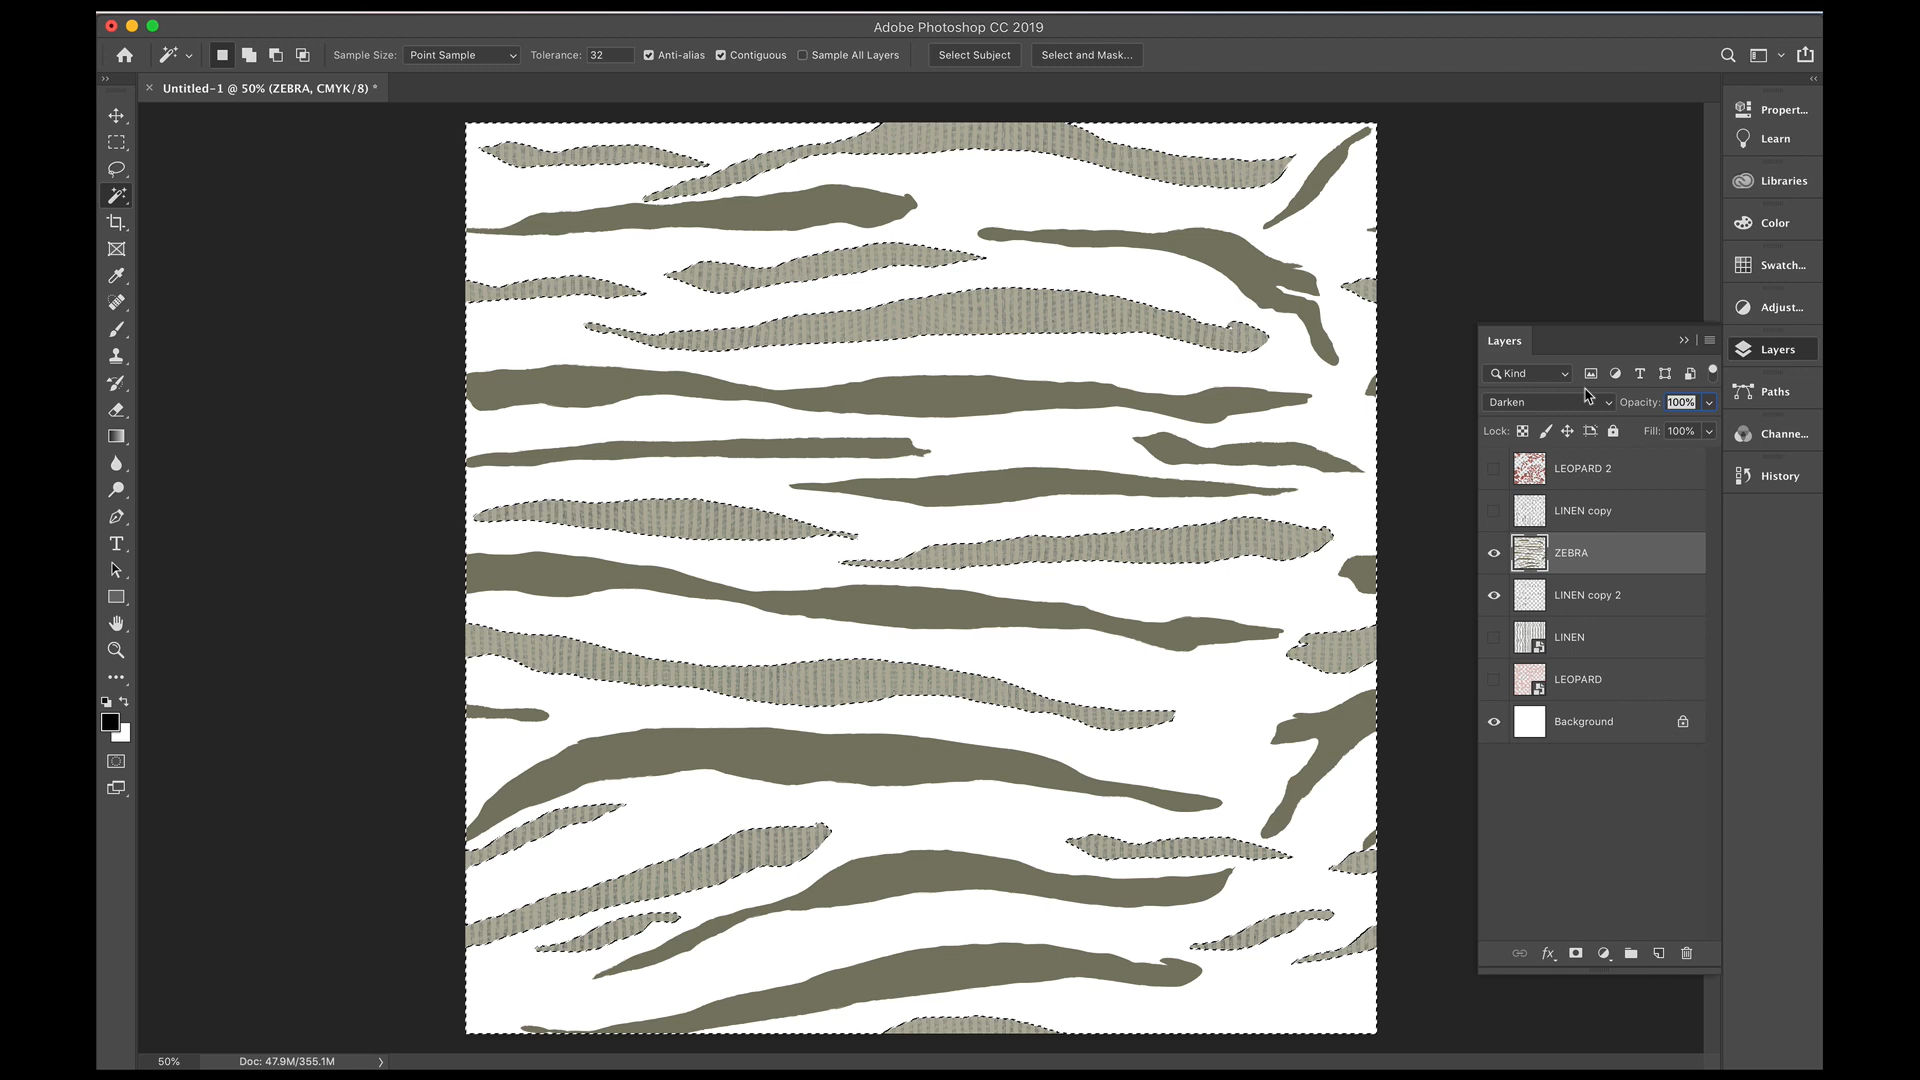 Adobe Photoshop CC 2019
Sample Size: Point Sample Tolerance: 32 Anti-alias Contiguous Sample All Layers Select Subject Select and Mask...
Untitled-1 @ 50% (ZEBRA, CMYK/8) *
Propert...
Learn
Libraries
Color
Swatch...
Adjust...
Layers
Paths
Channe...
History
Layers
Kind
Darken Opacity: 100%
Lock: Fill: 100%
LEOPARD 2
LINEN copy
ZEBRA
LINEN copy 2
LINEN
LEOPARD
Background
50% Doc: 47.9M/355.1M